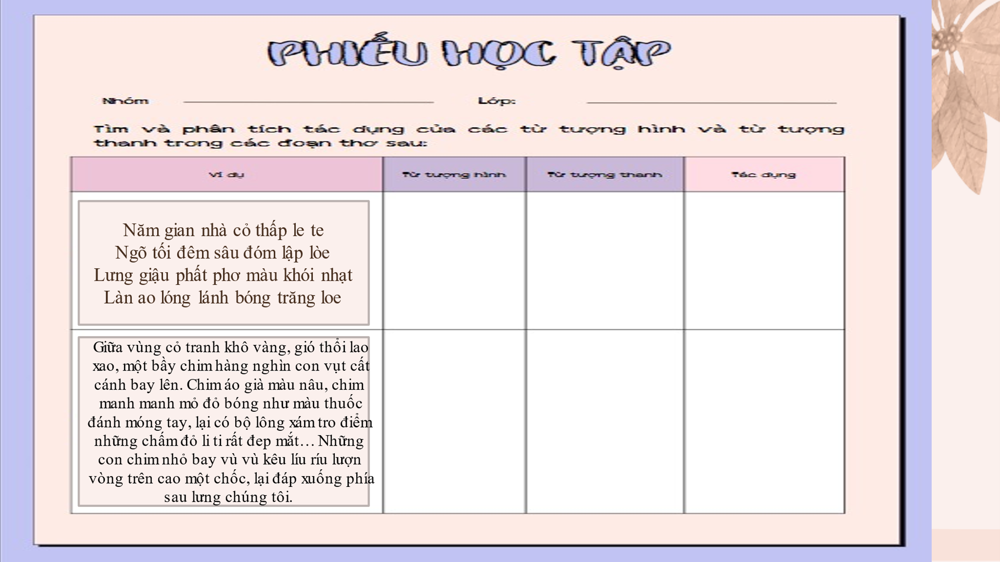 PHIẾU HỌC TẬP
Nhóm
Lớp:
Tìm và phân tích tác dụng của các từ tượng hình và từ tượng
thanh trong các đoạn thơ sau:
Ví dụ
Từ tượng hình
Từ tượng thanh
Tác dụng
Năm gian nhà cỏ thấp le te
Ngõ tối đêm sâu đóm lập lòe
Lưng giậu phất phơ màu khói nhạt
Làn ao lóng lánh bóng trăng loe
Giữa vùng cỏ tranh khô vàng, gió thổi lao
xao, một bầy chim hàng nghìn con vụt cất
cánh bay lên. Chim áo già màu nâu, chim
manh manh mỏ đỏ bóng như màu thuốc
đánh móng tay, lại có bộ lông xám tro điểm
những chấm đỏ li ti rất đep mắt… Những
con chim nhỏ bay vù vù kêu líu ríu lượn
vòng trên cao một chốc, lại đáp xuống phía
sau lưng chúng tôi.